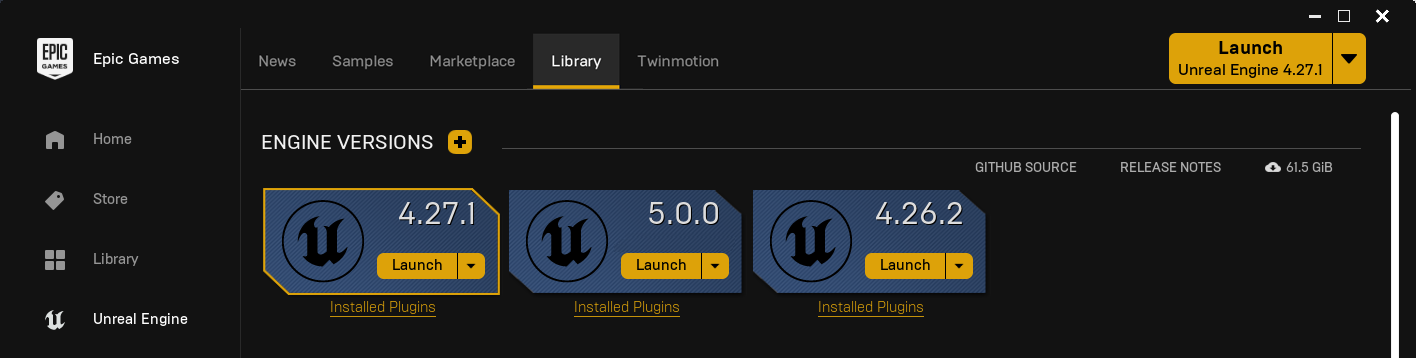 EPIC
GAMES
Epic Games
News
Samples
Marketplace
Library
Twinmotion
Launch
Unreal Engine 4.27.1
Home
Store
Library
Unreal Engine
ENGINE VERSIONS
GITHUB SOURCE
RELEASE NOTES
61.5 GiB
4.27.1
Launch
Installed Plugins
5.0.0
Launch
Installed Plugins
4.26.2
Launch
Installed Plugins